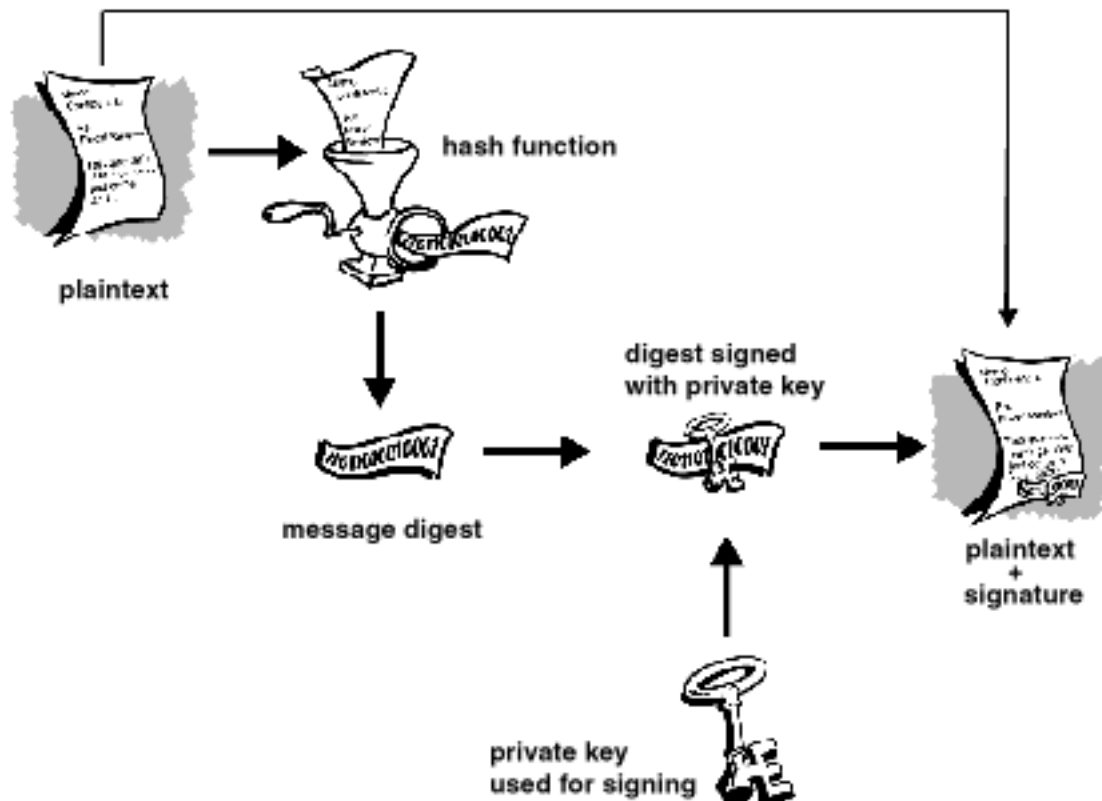 hash function
plaintext
digest signed
with private key
message digest
plaintext
+
signature
private key
used for signing